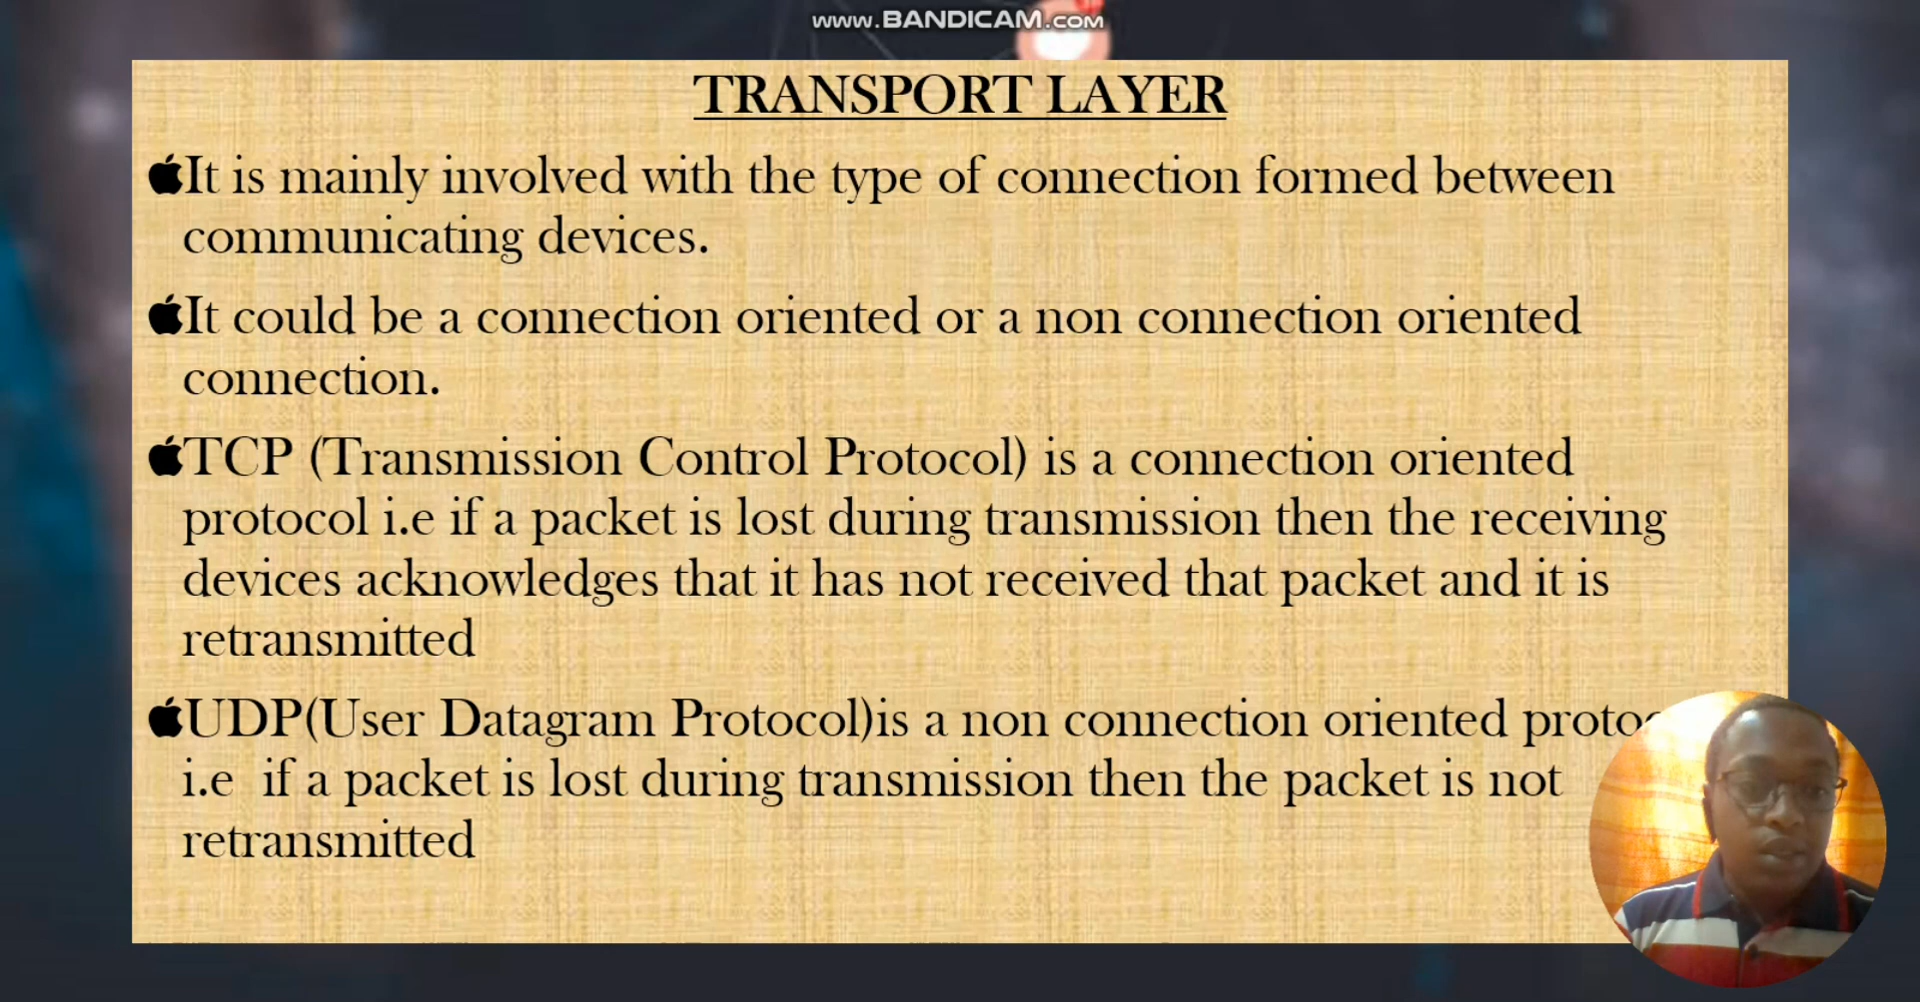 www.BANDICAM.com
TRANSPORT LAYER
It is mainly involved with the type of connection formed between
communicating devices.
It could be a connection oriented or a non connection oriented
connection.
TCP (Transmission Control Protocol) is a connection oriented
protocol i.e if a packet is lost during transmission then the receiving
devices acknowledges that it has not received that packet and it is
retransmitted
UDP(User Datagram Protocol)is a non connection oriented
i.e if a packet is lost during transmission then the packet is not
retransmitted